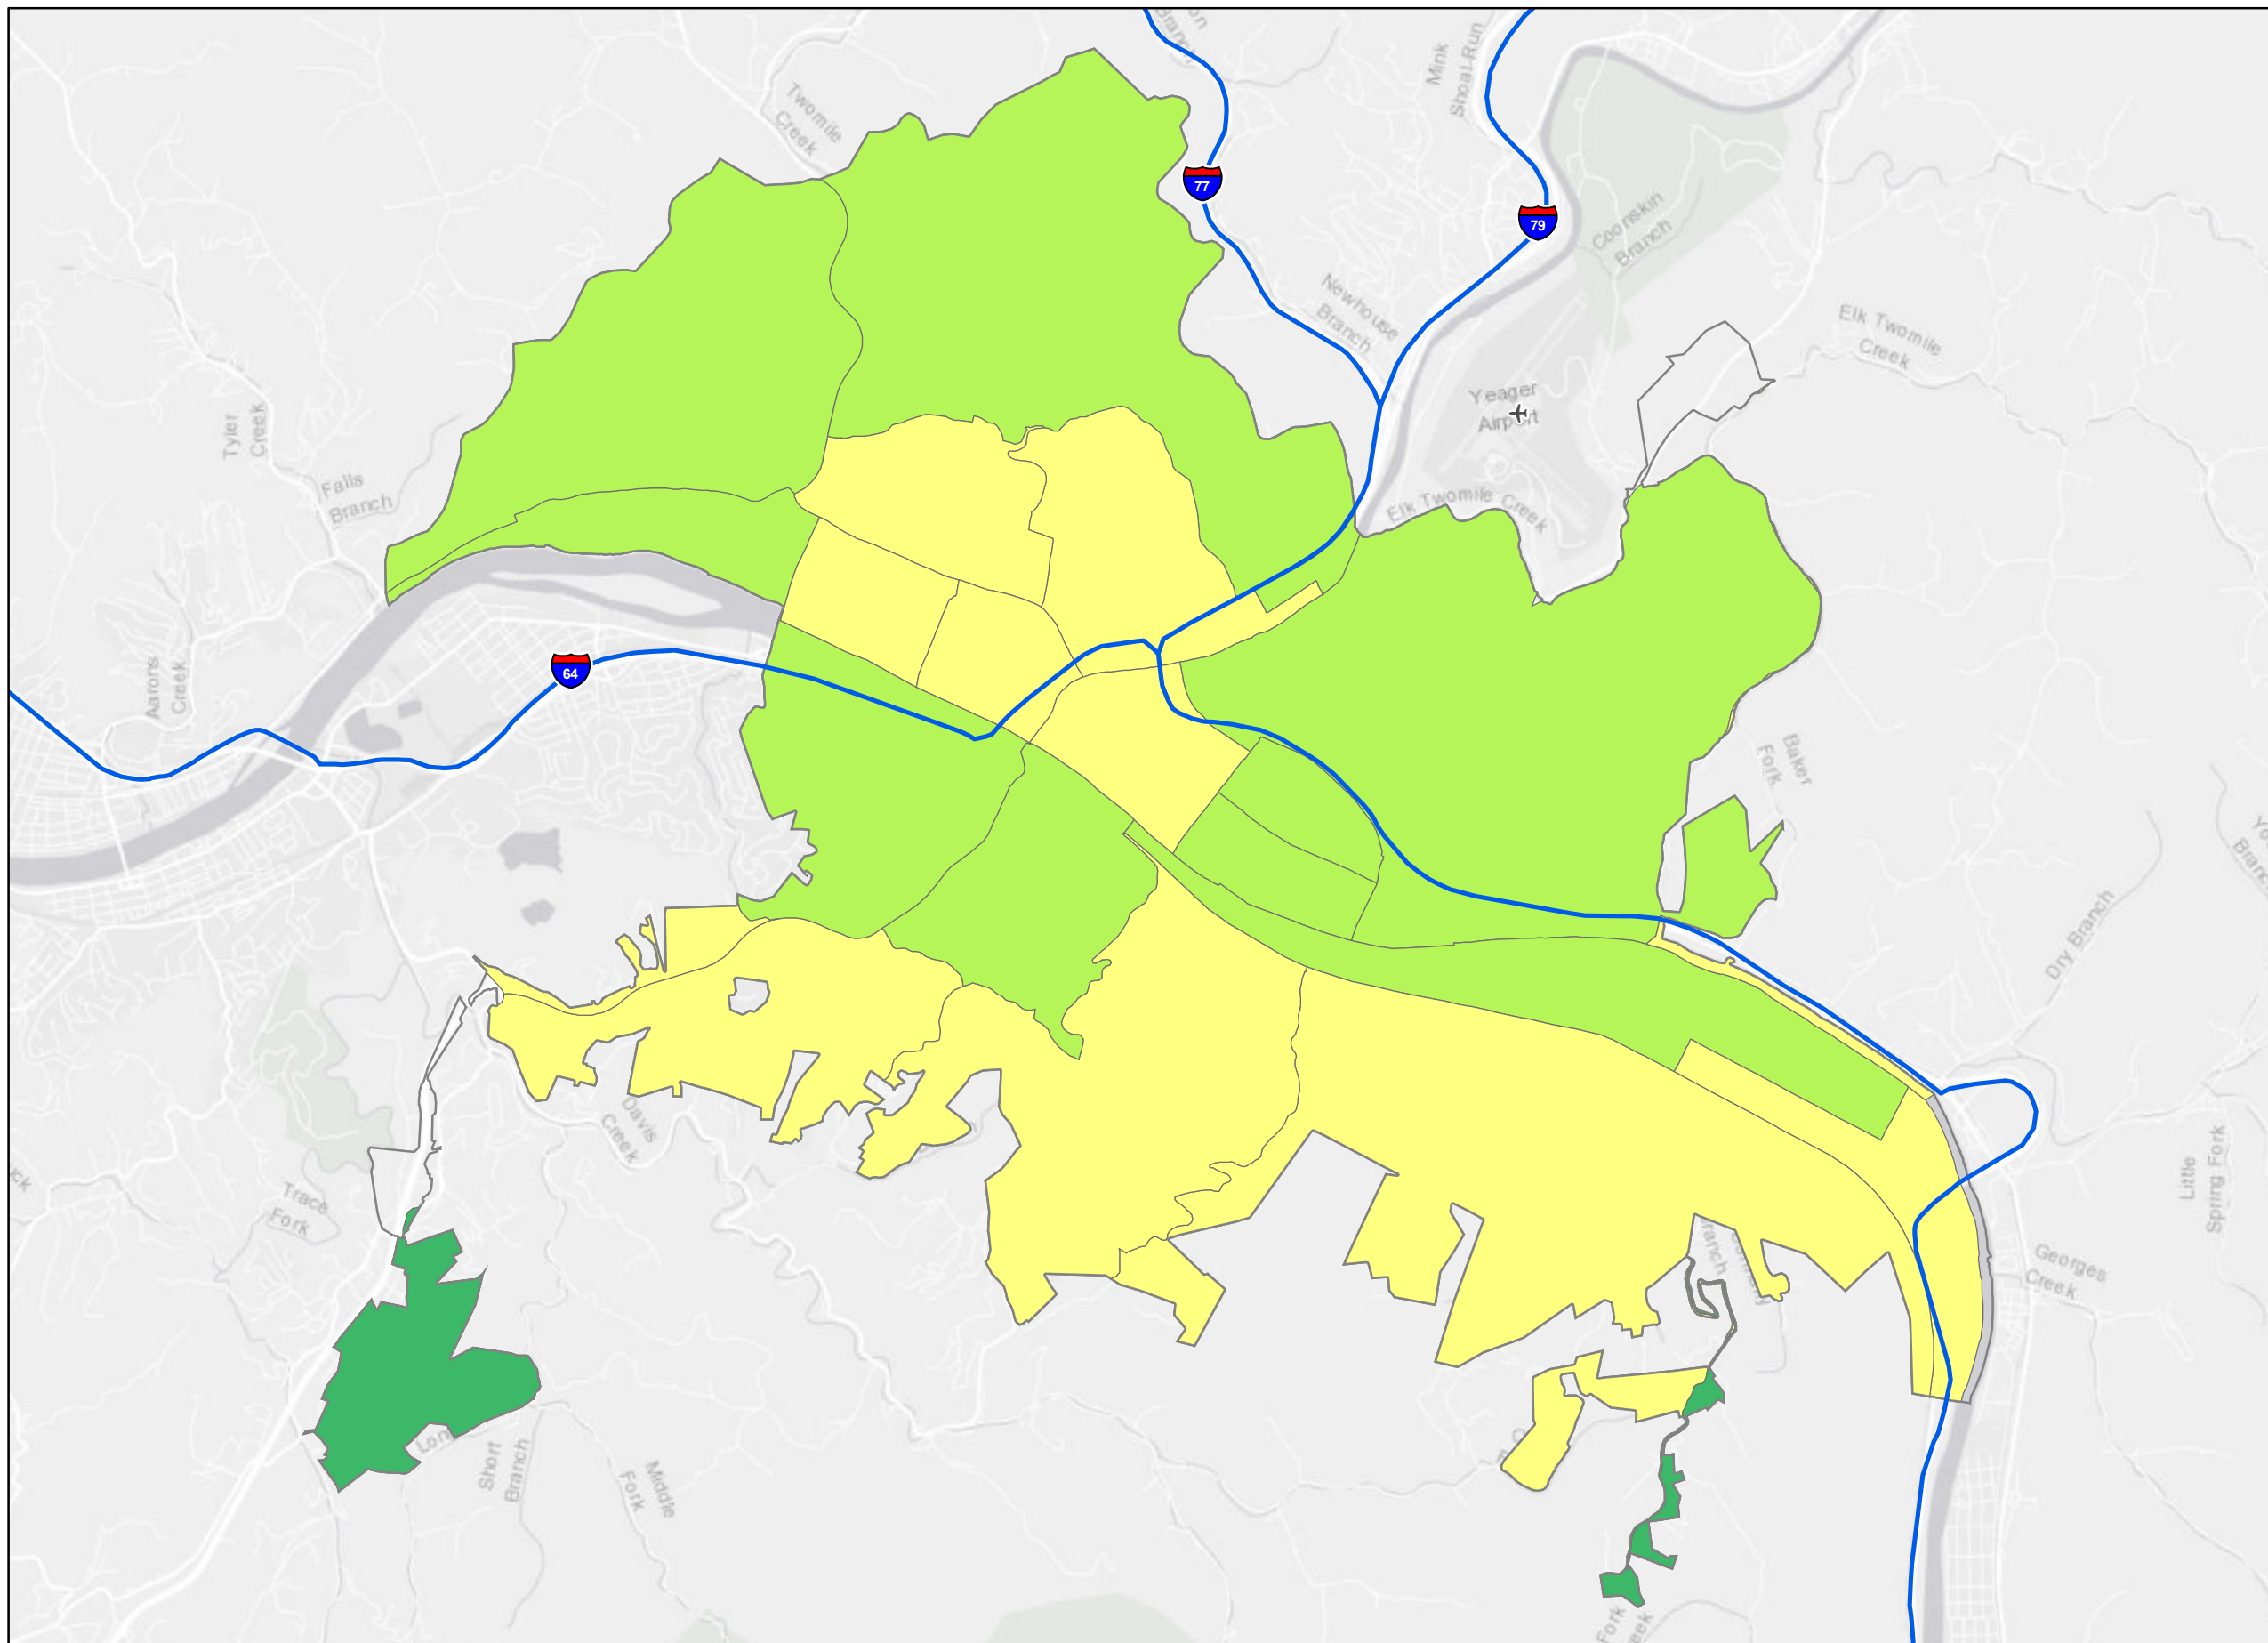 Branch
Mink
Shoal Run
Twomile
Creek
77
79
Coonskin
Branch
Newhouse
Branch
Elk Twomile
Creek
Yeager
Airport
Tyler
Creek
Falls
Branch
Elk Twomile Creek
64
Aarons
Creek
Baker
Fork
Dry Branch
Davis
Creek
Little
Spring Fork
Trace
Fork
Georges
Creek
Short
Branch
Middle
Fork
Fork